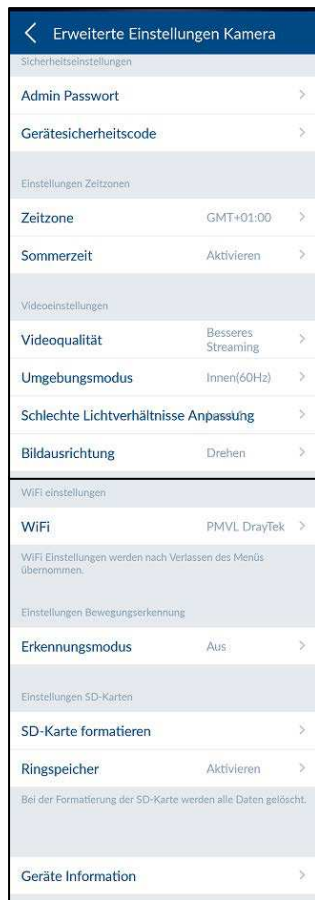 Erweiterte Einstellungen Kamera
Sicherheitseinstellungen
Admin Passwort
Gerätesicherheitscode
Einstellungen Zeitzonen
Zeitzone GMT+01:00
Sommerzeit Aktivieren
Videoeinstellungen
Videoqualität Besseres Streaming
Umgebungsmodus Innen(60Hz)
Schlechte Lichtverhältnisse Anpassung
Bildausrichtung Drehen
WiFi einstellungen
WiFi PMVL DrayTek
WiFi Einstellungen werden nach Verlassen des Menüs
übernommen.
Einstellungen Bewegungserkennung
Erkennungsmodus Aus
Einstellungen SD-Karten
SD-Karte formatieren
Ringspeicher Aktivieren
Bei der Formatierung der SD-Karte werden alle Daten gelöscht.
Geräte Information